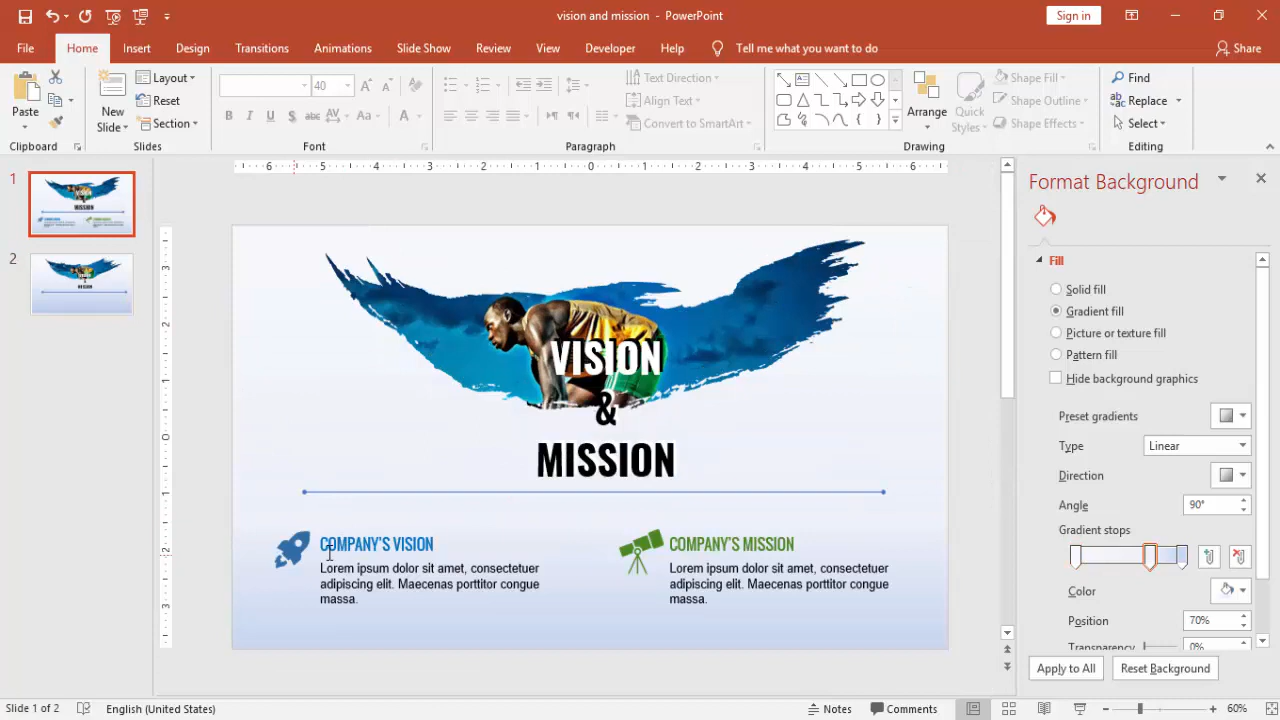 vision and mission - PowerPoint
Sign in
File Home Insert Design Transitions Animations Slide Show Review View Developer Help Tell me what you want to do Share
Paste
New Slide
Layout
Reset
Section
40
Text Direction
Align Text
Convert to SmartArt
Arrange
Quick Styles
Shape Fill
Shape Outline
Shape Effects
Find
Replace
Select
Clipboard Slides Font Paragraph Drawing Editing
1
2
VISION
&
MISSION
COMPANY'S VISION
Lorem ipsum dolor sit amet, consectetuer
adipiscing elit. Maecenas porttitor congue
massa.
COMPANY'S MISSION
Lorem ipsum dolor sit amet, consectetuer
adipiscing elit. Maecenas porttitor congue
massa.
Format Background
Fill
Solid fill
Gradient fill
Picture or texture fill
Pattern fill
Hide background graphics
Preset gradients
Type Linear
Direction
Angle 90°
Gradient stops
Color
Position 70%
Transparency 0%
Apply to All Reset Background
Slide 1 of 2 English (United States) Notes Comments 60%